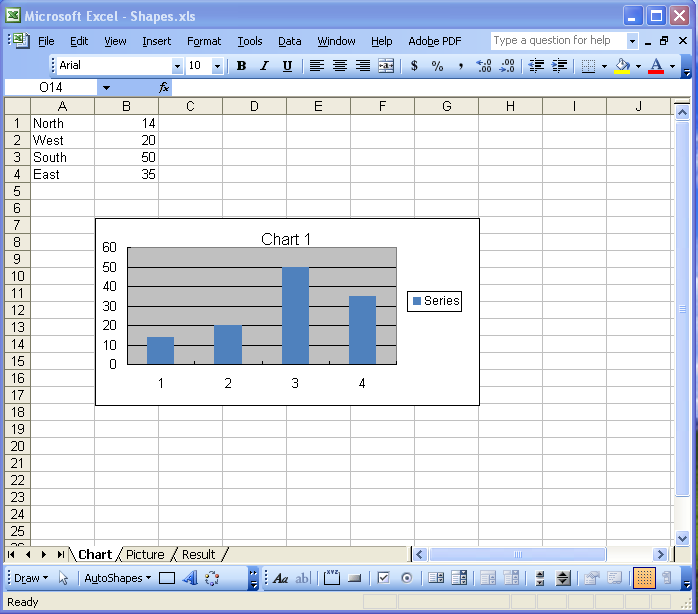 Microsoft Excel - Shapes.xls
File Edit View Insert Format Tools Data Window Help Adobe PDF Type a question for help
Arial 10 B I U $ % ,
O14 fx
A B C D E F G H I J
1 North 14
2 West 20
3 South 50
4 East 35
5
6
7
8
9
10
11
12
13
14
15
16
17
18
19
20
21
22
23
24
25
Chart 1
60
50
40
30
20
10
0
1 2 3 4
Series
Chart Picture Result
Draw AutoShapes Aa ab
Ready